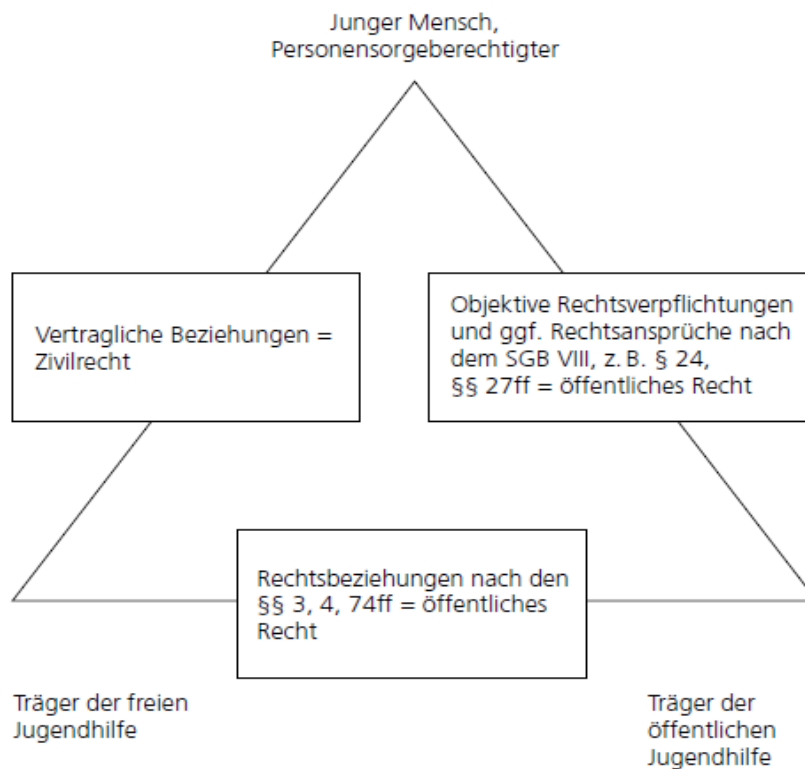 Junger Mensch,
Personensorgeberechtigter
Vertragliche Beziehungen =
Zivilrecht
Objektive Rechtsverpflichtungen
und ggf. Rechtsansprüche nach
dem SGB VIII, z. B. § 24,
§§ 27ff = öffentliches Recht
Rechtsbeziehungen nach den
§§ 3, 4, 74ff = öffentliches
Recht
Träger der freien
Jugendhilfe
Träger der
öffentlichen
Jugendhilfe